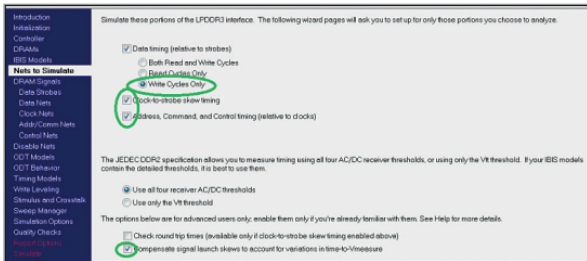 Introduction
Initialization
Controller
DRAMs
IBIS Models
Nets to Simulate
DRAM Signals
Data Strobes
Data Nets
Clock Nets
Addr/Comm Nets
Control Nets
Disable Nets
ODT Models
ODT Behavior
Timing Models
Write Leveling
Stimulus and Crosstalk
Sweep Manager
Simulation Options
Quality Checks
Report Options
Simulate
Simulate these portions of the LPDDR3 interface. The following wizard pages will ask you to set up for only those portions you choose to analyze.
Data timing (relative to strobes)
Both Read and Write Cycles
Read Cycles Only
Write Cycles Only
Clock-to-strobe skew timing
Address, Command, and Control timing (relative to clocks)
The JEDEC DDR2 specification allows you to measure timing using all four AC/DC receiver thresholds, or using only the Vt threshold. If your IBIS models
contain the detailed thresholds, it is best to use them.
Use all four receiver AC/DC thresholds
Use only the Vt threshold
The options below are for advanced users only; enable them only if you're already familiar with them. See Help for more details.
Check round trip times (available only if clock-to-strobe skew timing enabled above)
Compensate signal launch skews to account for variations in time-to-Vmeasure